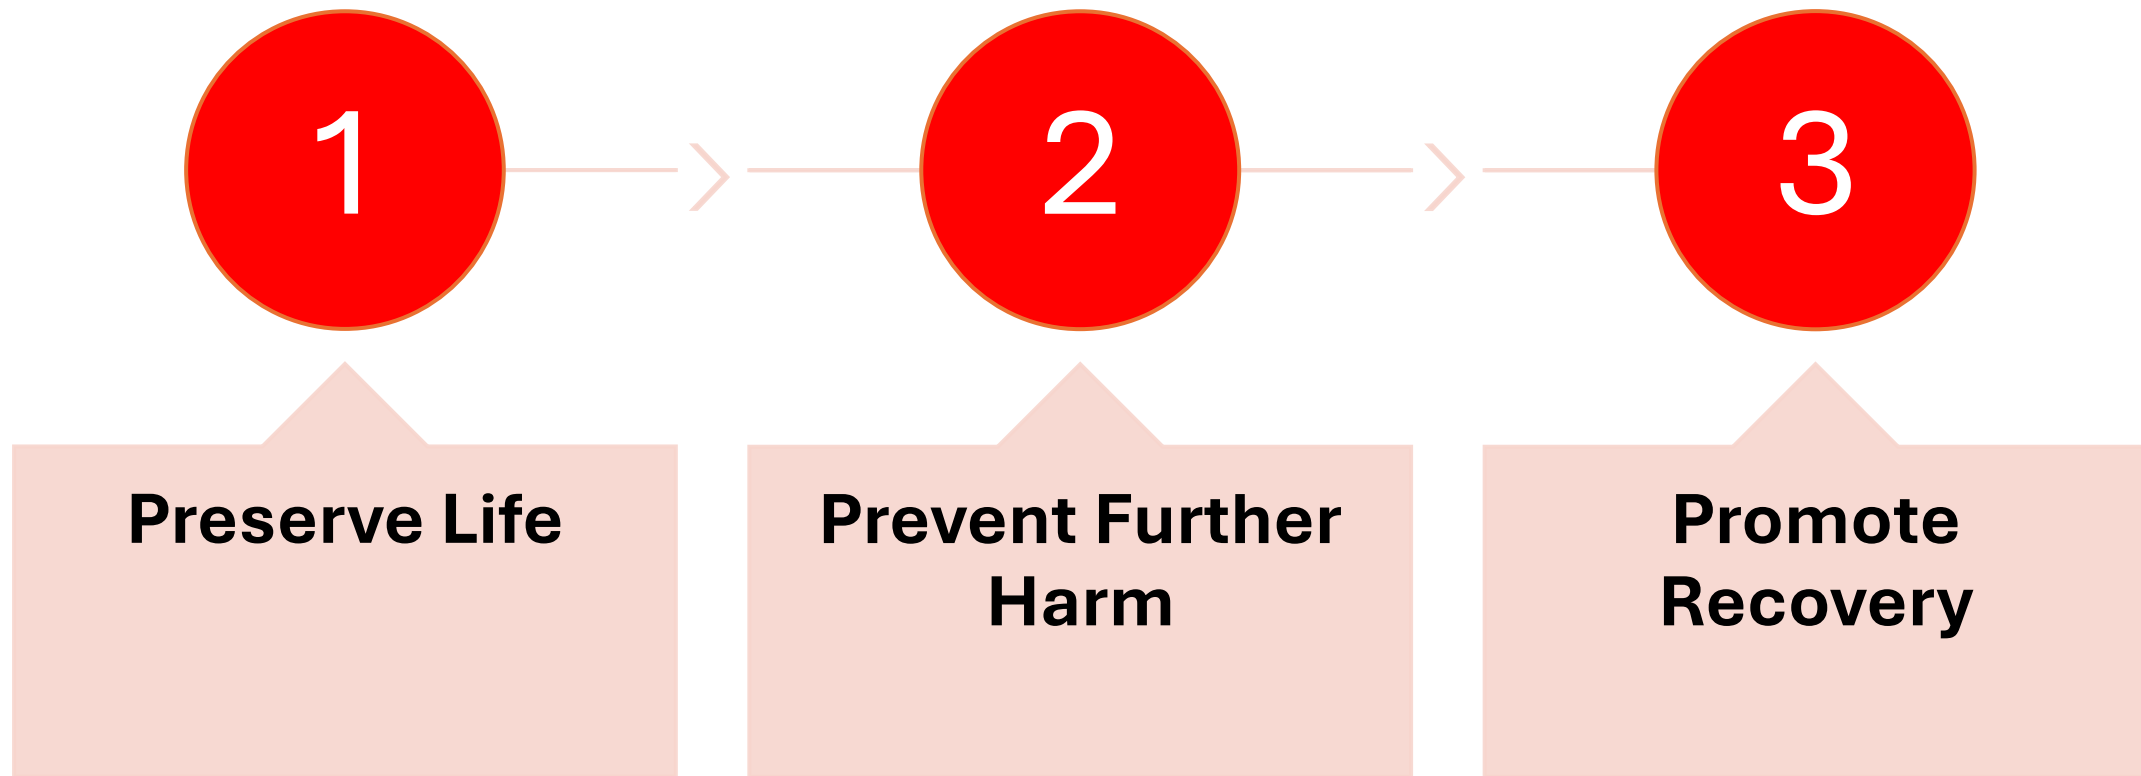 1
2
3
Preserve Life
Prevent Further
Harm
Promote
Recovery